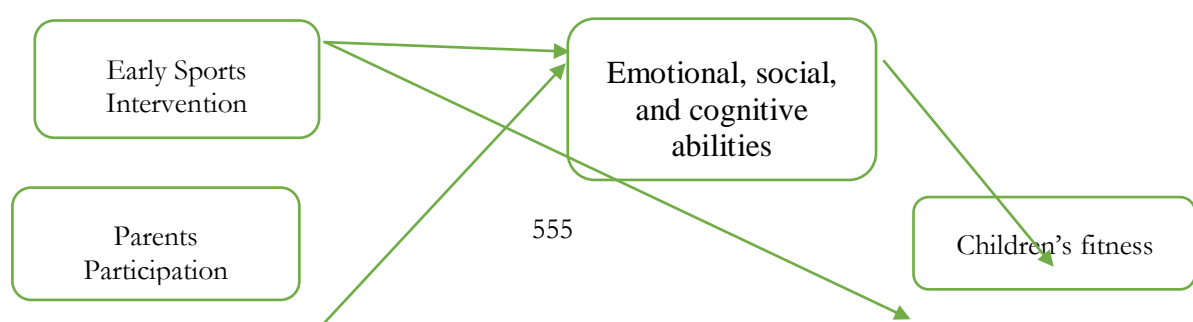 Early Sports
Intervention
Emotional, social,
and cognitive
abilities
Parents
Participation
555
Children's fitness